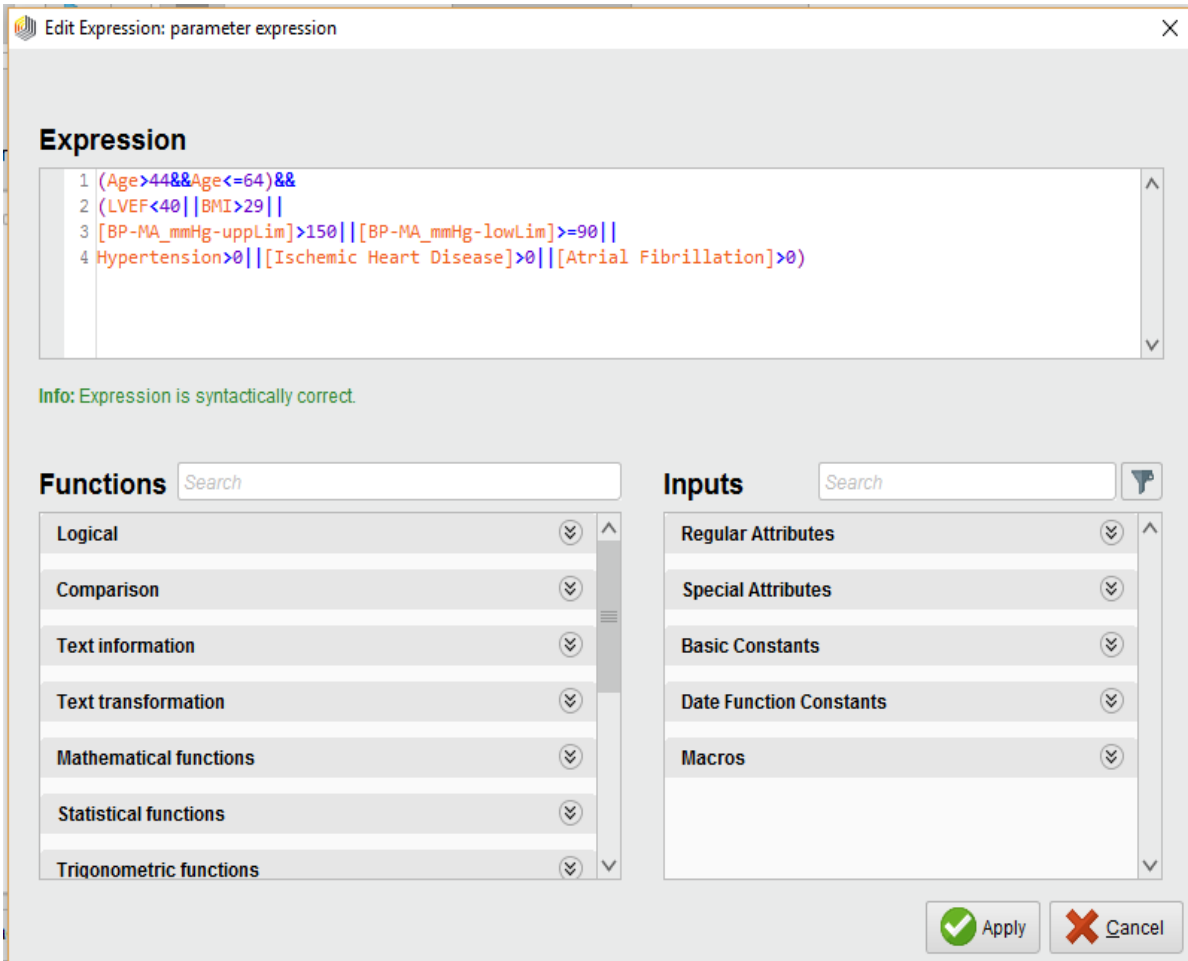 Edit Expression: parameter expression
Expression
1 (Age>44&&Age<=64)&&
2 (LVEF<40||BMI>29||
3 [BP-MA_mmHg-uppLim]>150||[BP-MA_mmHg-lowLim]>=90||
4 Hypertension>0||[Ischemic Heart Disease]>0||[Atrial Fibrillation]>0)
Info: Expression is syntactically correct.
Functions Search
Logical
Comparison
Text information
Text transformation
Mathematical functions
Statistical functions
Trigonometric functions
Inputs Search
Regular Attributes
Special Attributes
Basic Constants
Date Function Constants
Macros
Apply Cancel